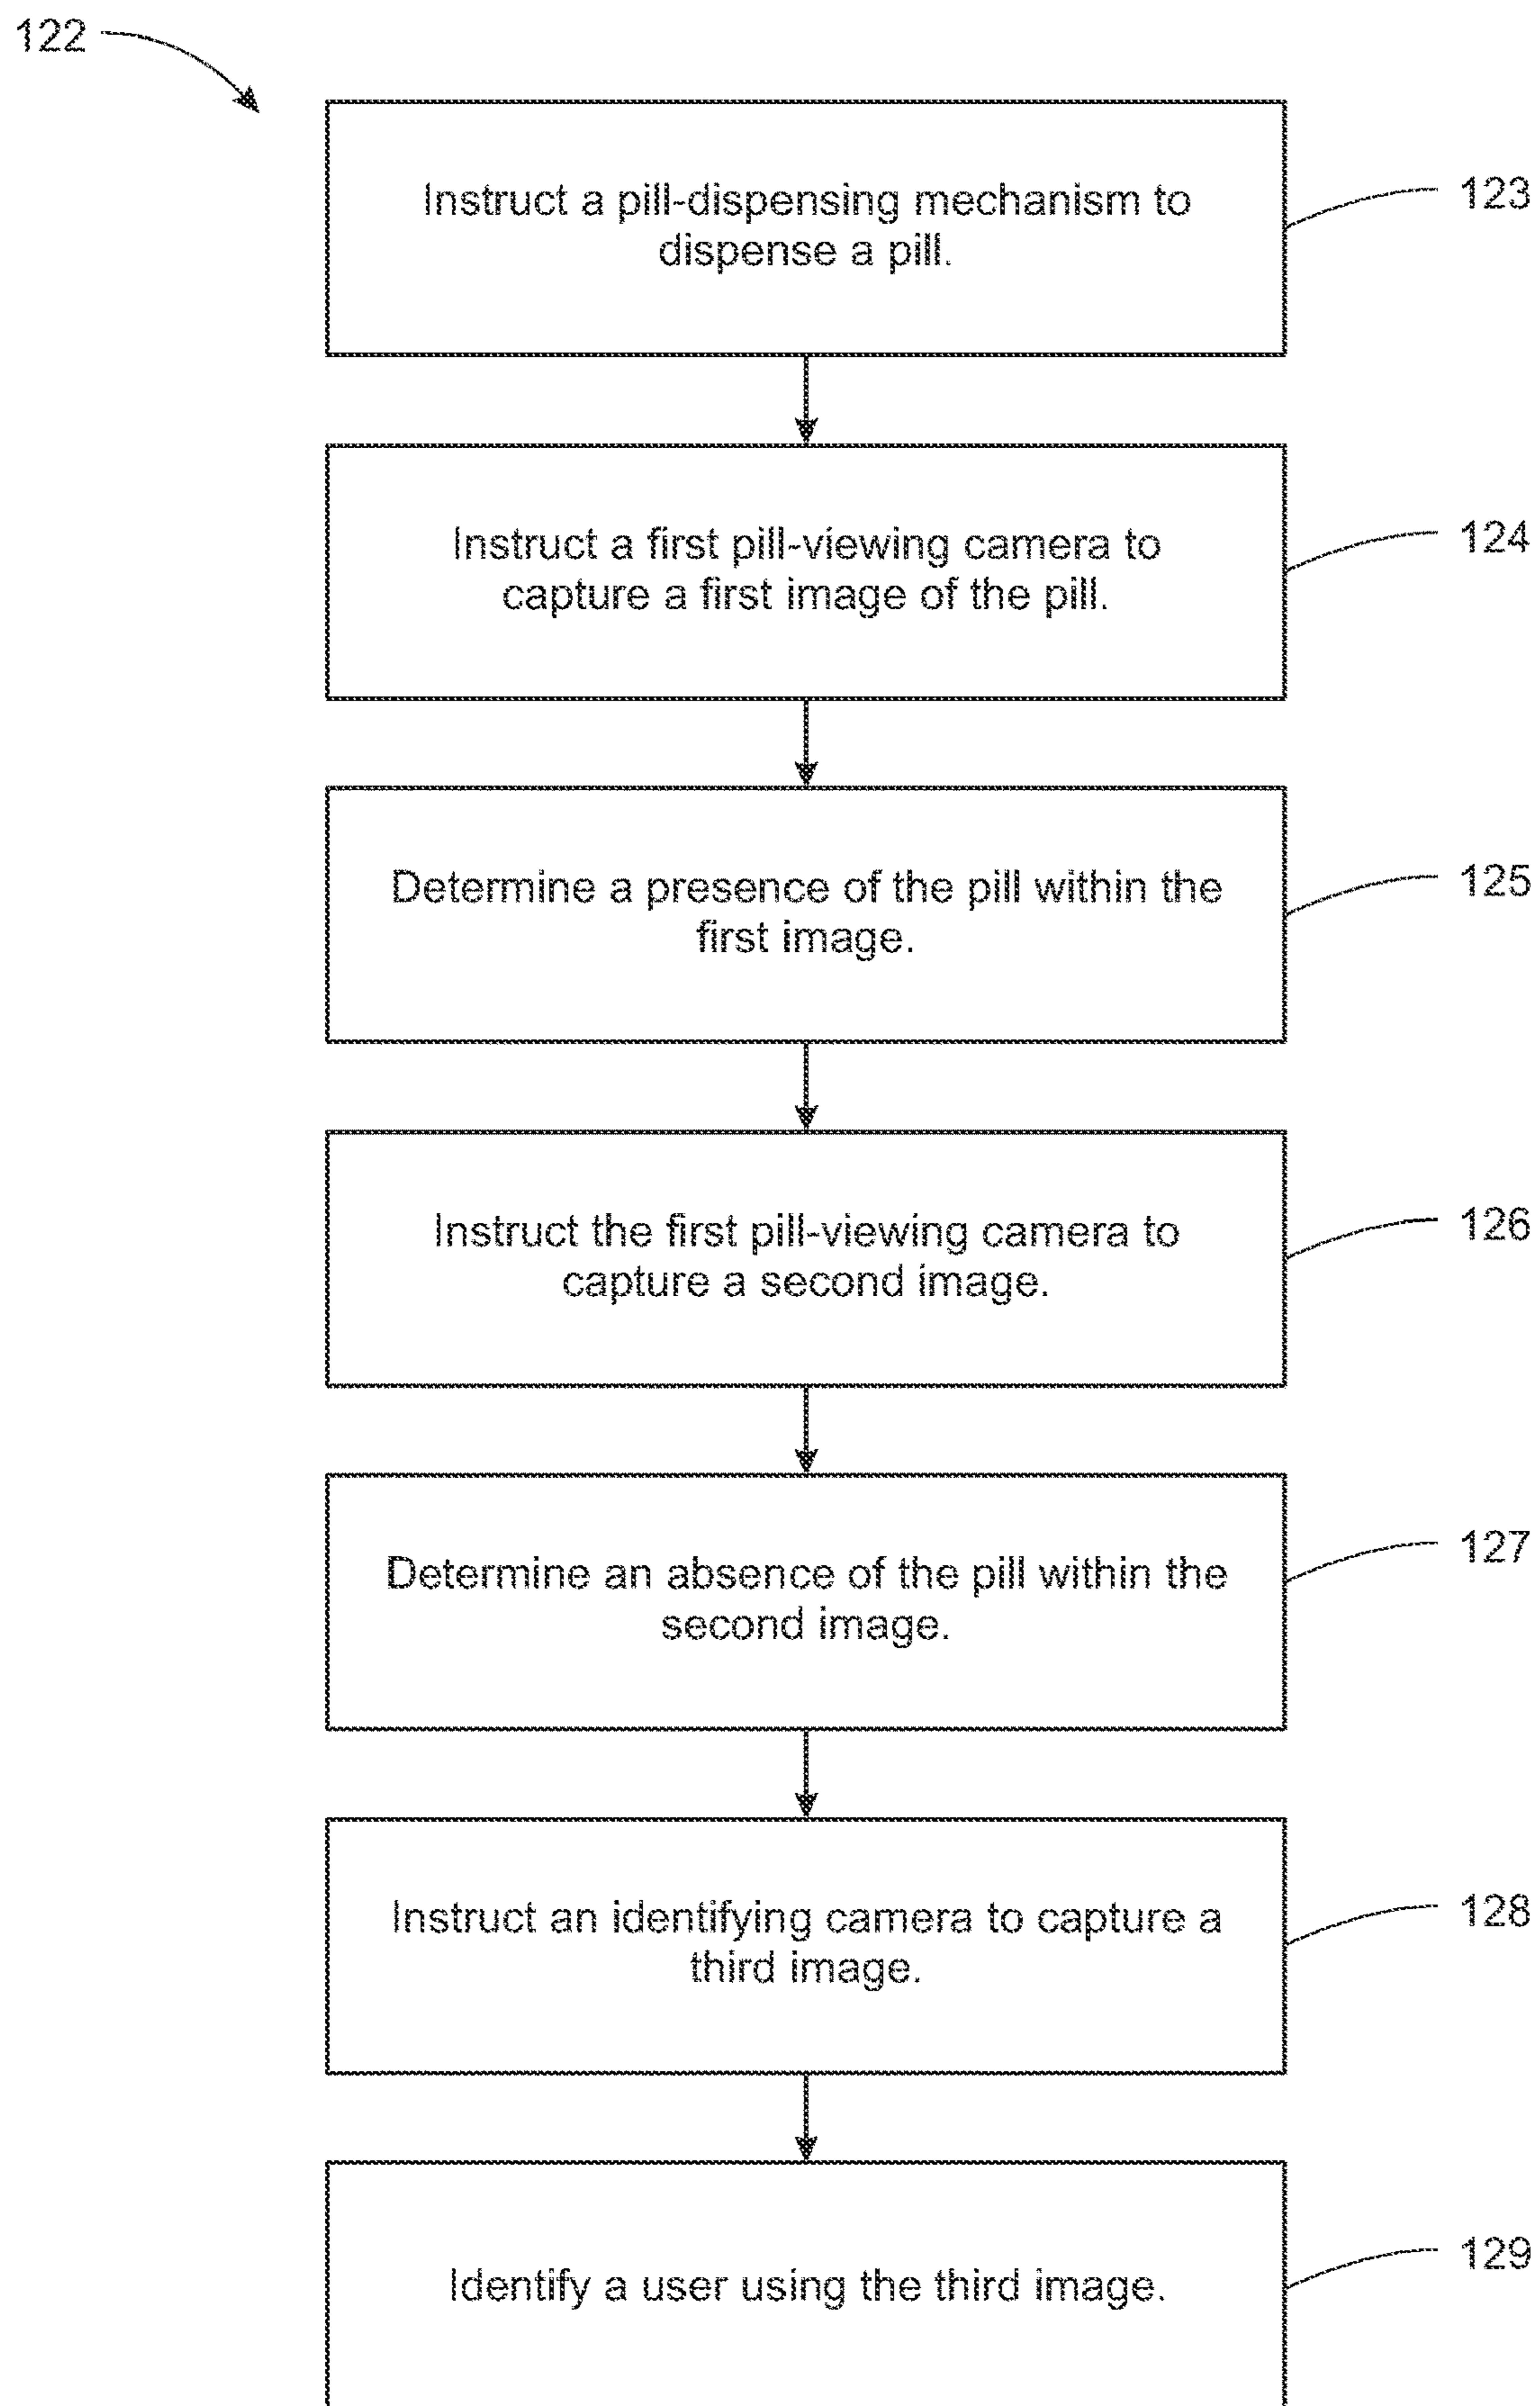 122
Instruct a pill-dispensing mechanism to
dispense a pill.
123
Instruct a first pill-viewing camera to
capture a first image of the pill.
124
Determine a presence of the pill within the
first image.
125
Instruct the first pill-viewing camera to
capture a second image.
126
Determine an absence of the pill within the
second image.
127
Instruct an identifying camera to capture a
third image.
128
Identify a user using the third image.
129